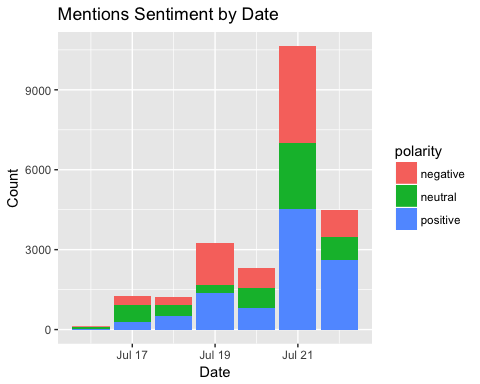 Mentions Sentiment by Date
Count
9000
6000
3000
0
Jul 17 Jul 19 Jul 21
Date
polarity
negative
neutral
positive